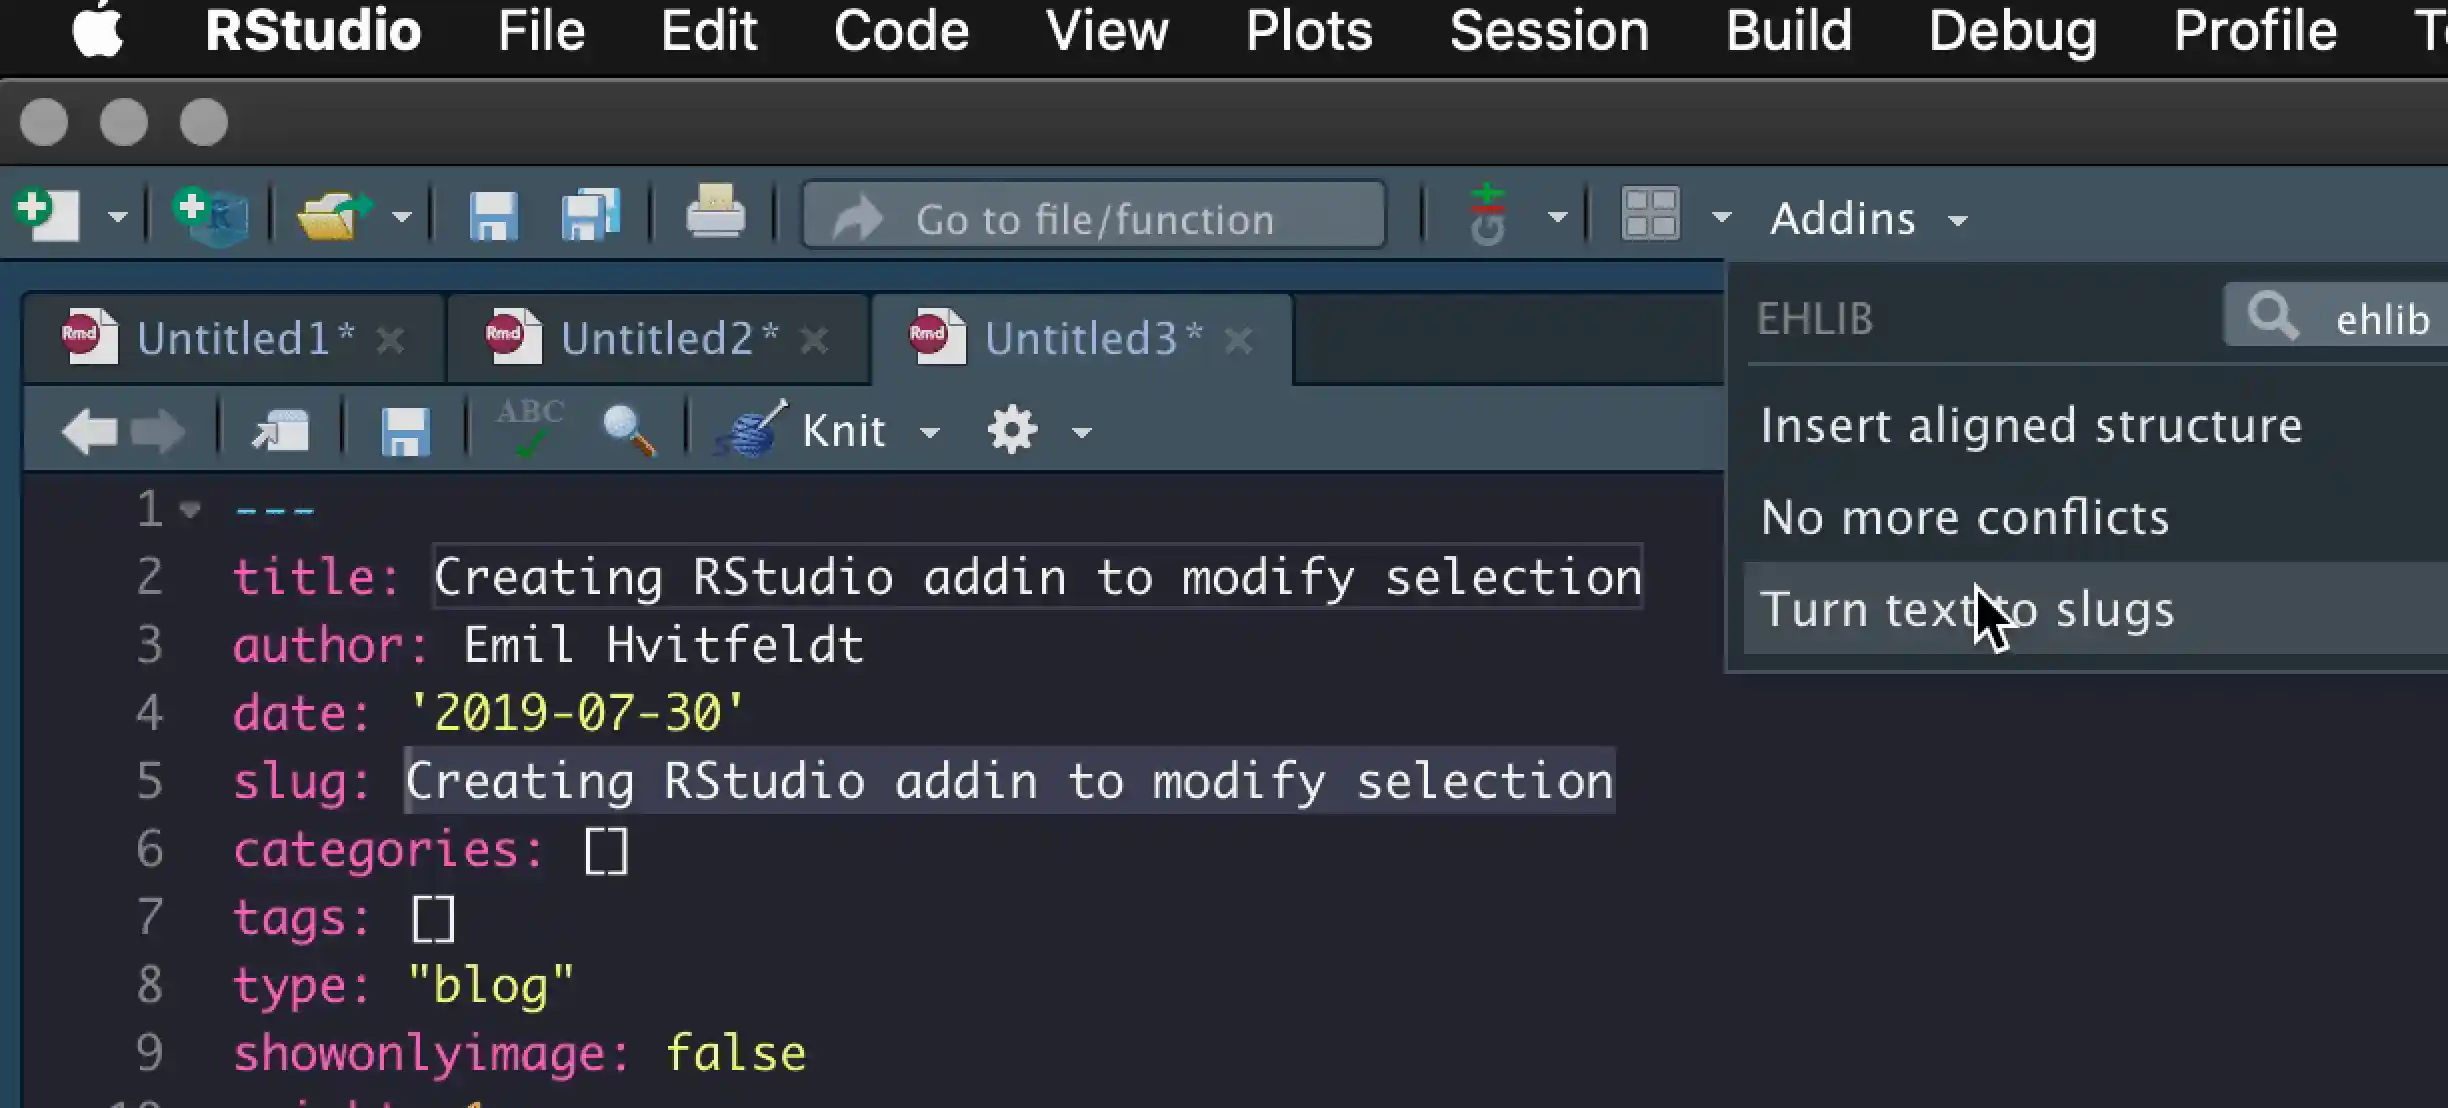 RStudio File Edit Code View Plots Session Build Debug Profile
Go to file/function Addins
EHLIB ehlib
Untitled1* Untitled2* Untitled3*
Insert aligned structure
ABC Knit
No more conflicts
1 ---
2 title: Creating RStudio addin to modify selection
Turn text to slugs
3 author: Emil Hvitfeldt
4 date: '2019-07-30'
5 slug: Creating RStudio addin to modify selection
6 categories: []
7 tags: []
8 type: "blog"
9 showonlyimage: false